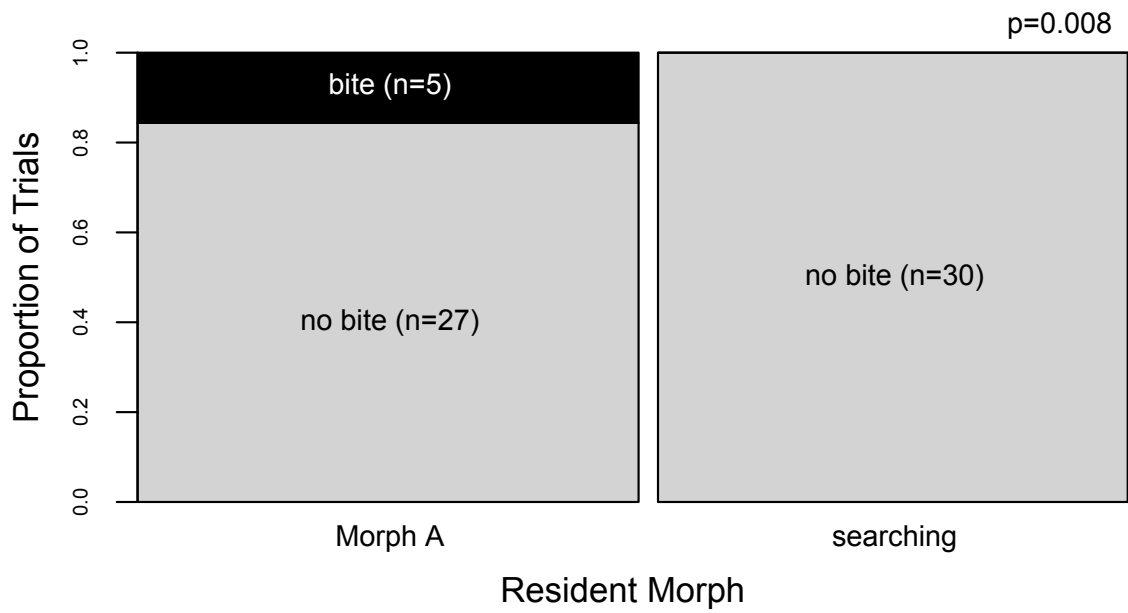 p=0.008
Proportion of Trials
1.0
0.8
0.6
0.4
0.2
0.0
bite (n=5)
no bite (n=27)
no bite (n=30)
Morph A
searching
Resident Morph